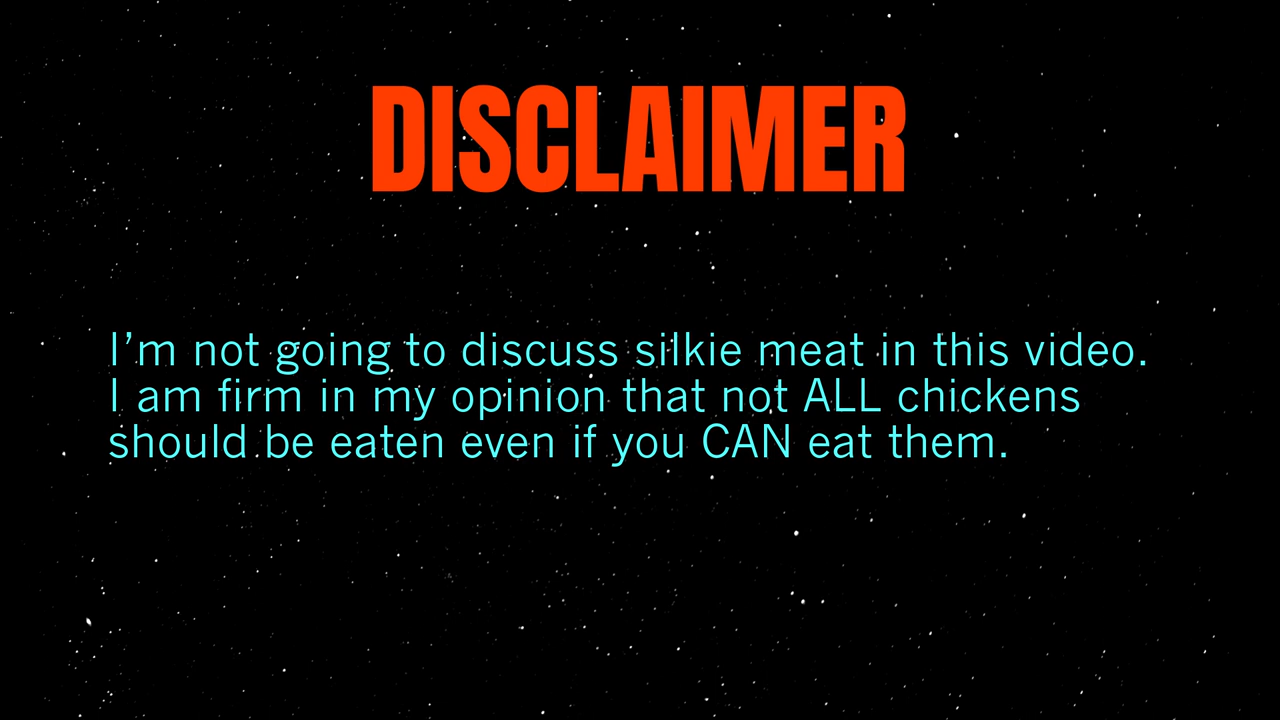 DISCLAIMER
I’m not going to discuss silkie meat in this video.
I am firm in my opinion that not ALL chickens
should be eaten even if you CAN eat them.